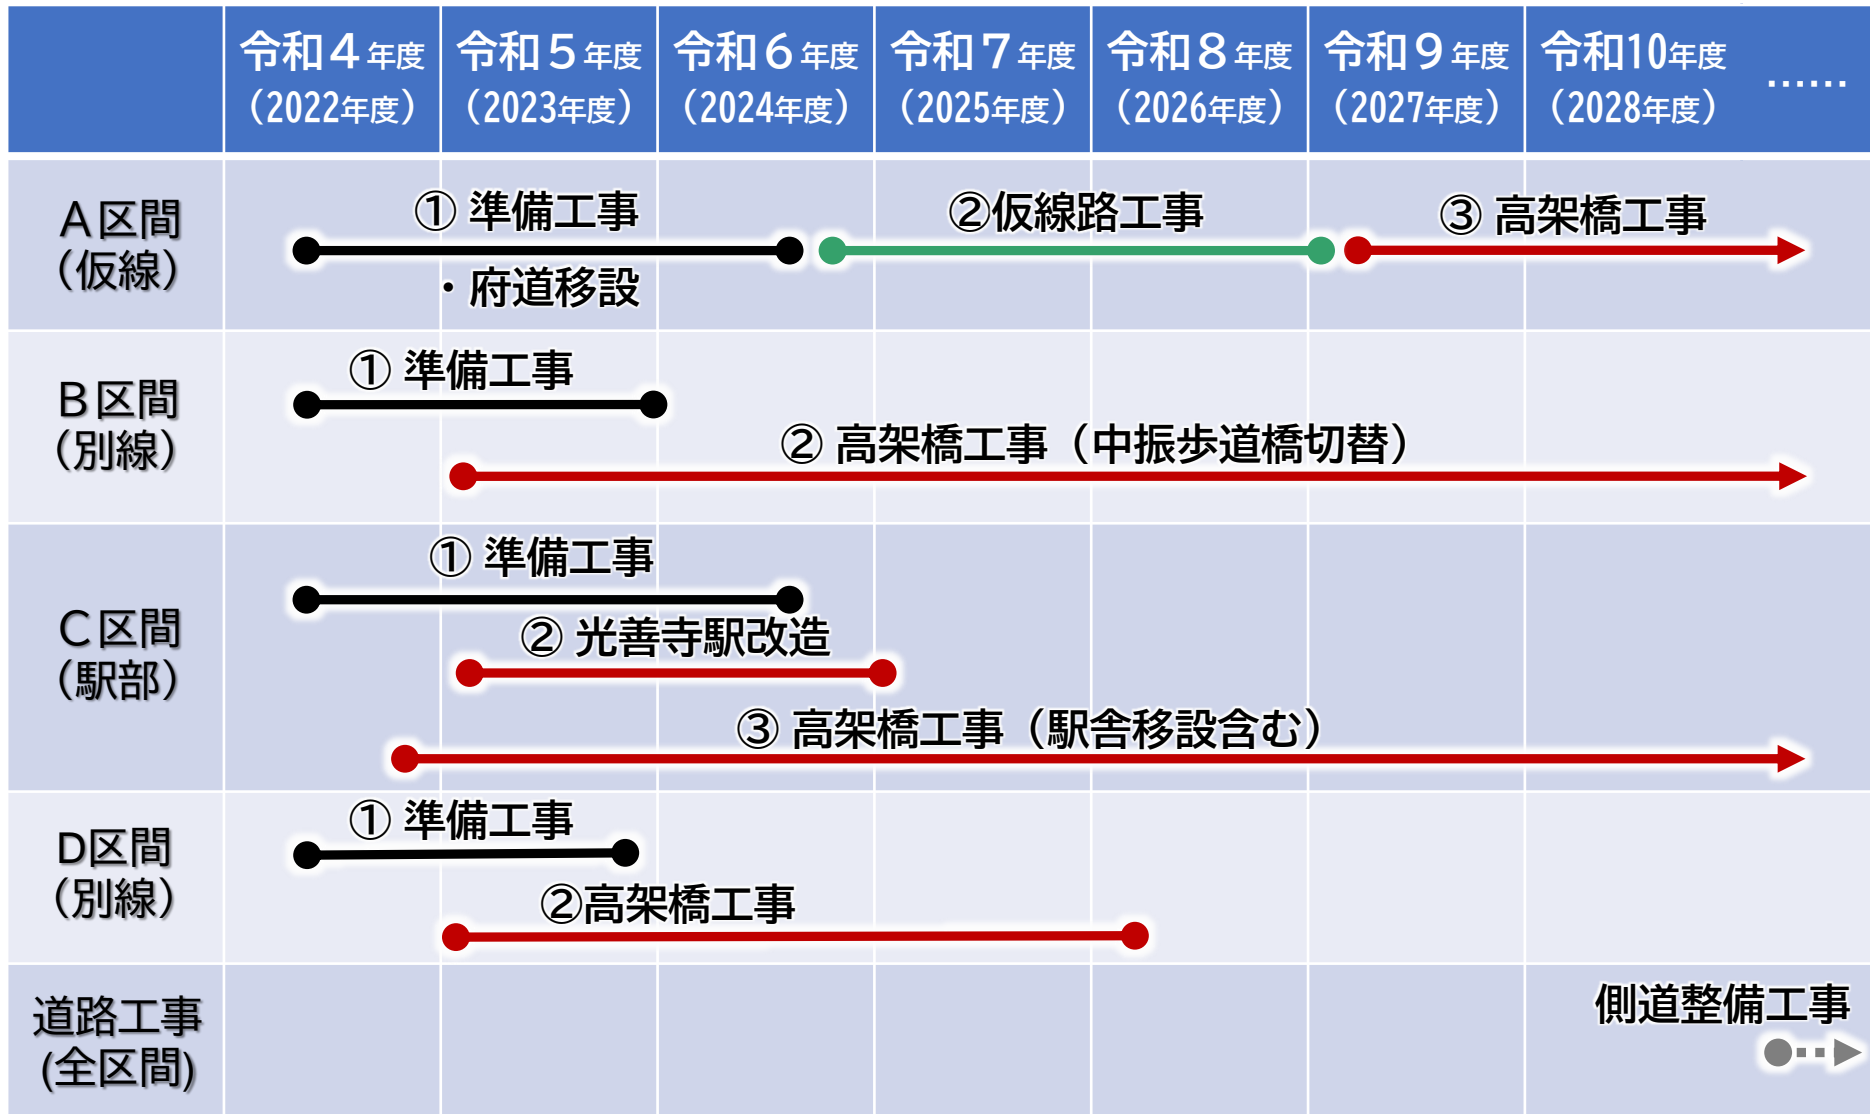 令和４年度
（2022年度）
令和５年度
（2023年度）
令和６年度
（2024年度）
令和７年度
（2025年度）
令和８年度
（2026年度）
令和９年度
（2027年度）
令和10年度
（2028年度）
……
Ａ区間
（仮線）
① 準備工事
・府道移設
②仮線路工事
③ 高架橋工事
Ｂ区間
（別線）
① 準備工事
② 高架橋工事（中振歩道橋切替）
Ｃ区間
（駅部）
① 準備工事
② 光善寺駅改造
③ 高架橋工事（駅舎移設含む）
D区間
（別線）
① 準備工事
②高架橋工事
道路工事
(全区間)
側道整備工事